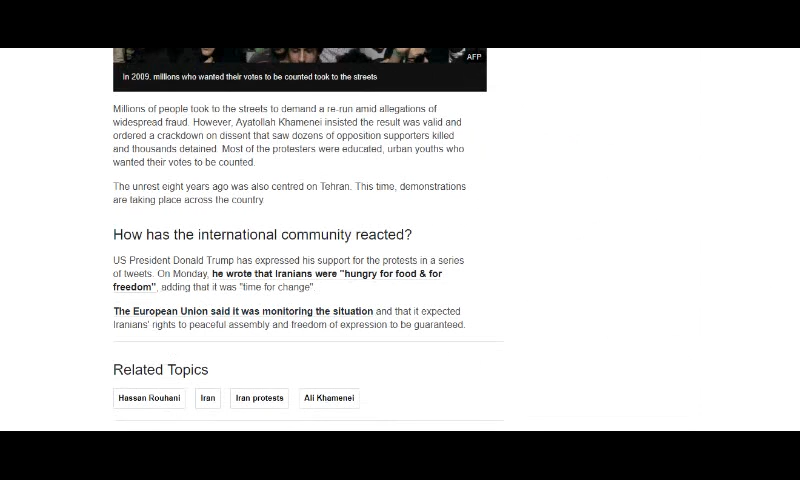 AFP
In 2009, millions who wanted their votes to be counted took to the streets
Millions of people took to the streets to demand a re-run amid allegations of
widespread fraud. However, Ayatollah Khamenei insisted the result was valid and
ordered a crackdown on dissent that saw dozens of opposition supporters killed
and thousands detained. Most of the protesters were educated, urban youths who
wanted their votes to be counted.
The unrest eight years ago was also centred on Tehran. This time, demonstrations
are taking place across the country.
How has the international community reacted?
US President Donald Trump has expressed his support for the protests in a series
of tweets. On Monday, he wrote that Iranians were "hungry for food & for
freedom", adding that it was "time for change".
The European Union said it was monitoring the situation and that it expected
Iranians' rights to peaceful assembly and freedom of expression to be guaranteed.
Related Topics
Hassan Rouhani
Iran
Iran protests
Ali Khamenei